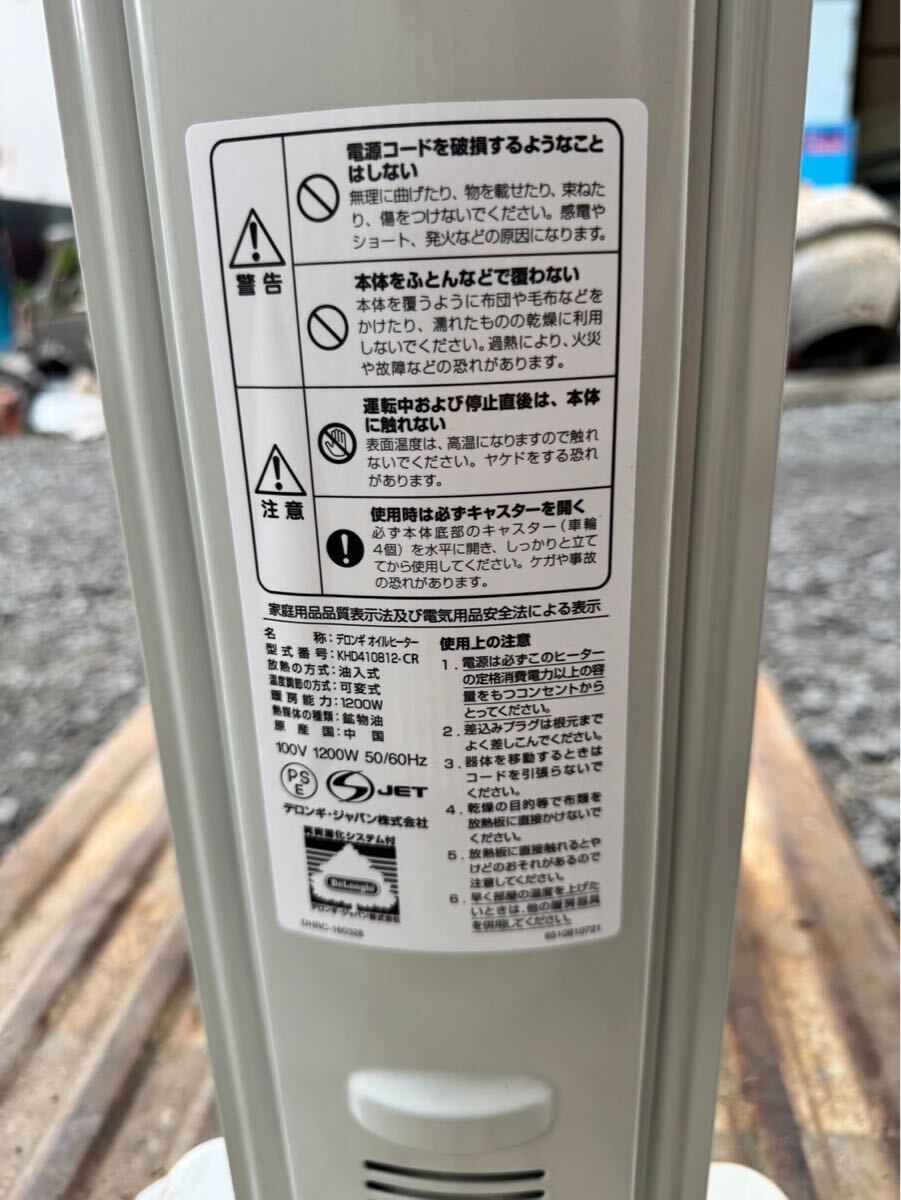 警告
電源コードを破損するようなこと
はしない
無理に曲げたり、物を載せたり、束ねた
り、傷をつけないでください。感電や
ショート、発火などの原因になります。
本体をふとんなどで覆わない
本体を覆うように布団や毛布などを
かけたり、濡れたものの乾燥に利用
しないでください。過熱により、火災
や故障などの恐れがあります。
注意
運転中および停止直後は、本体
に触れない
表面温度は、高温になりますので触れ
ないでください。ヤケドをする恐れ
があります。
使用時は必ずキャスターを開く
必ず本体底部のキャスター(車輪
4個)を水平に開き、しっかりと立て
てから使用してください。ケガや事故
の恐れがあります。
家庭用品品質表示法及び電気用品安全法による表示
名称:デロンギ オイルヒーター
型式番号:KHD410812-CR
放熱の方式:油入式
温度調節の方式:可変式
暖房能力:1200W
熱媒体の種類:鉱物油
原産国:中国
100V 1200W 50/60Hz
PS
E
JET
デロンギ・ジャパン株式会社
再資源化システム付
DeLonghi
デロンギ・ジャパン株式会社
DHRC-160328
使用上の注意
1. 電源は必ずこのヒーター
の定格消費電力以上の容
量をもつコンセントから
とってください。
2. 差込みプラグは根元まで
よく差しこんでください。
3. 器体を移動するときは
コードを引張らないで
ください。
4. 乾燥の目的等で布類を
放熱板に直接かけないで
ください。
5. 放熱板に直接触れるとや
けどのおそれがあるので
注意してください。
6. 早く部屋の温度を上げた
いときは、他の暖房器具
を併用してください。
6510810721